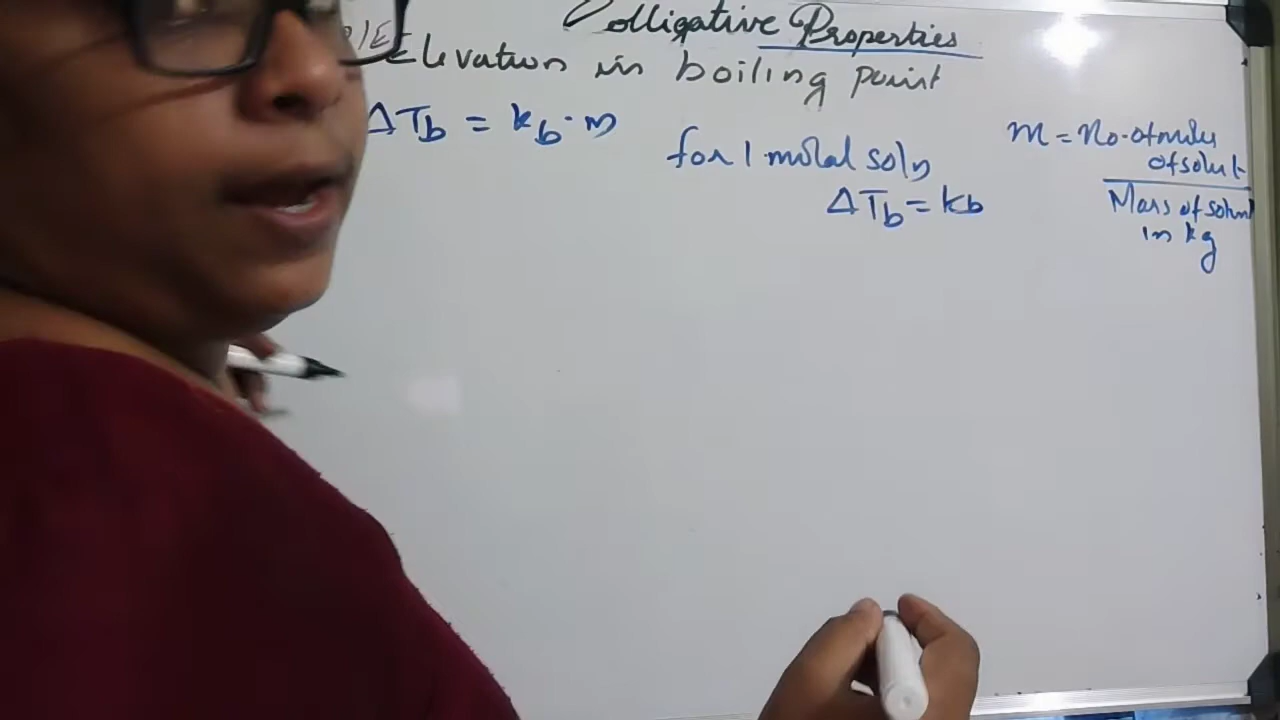 Colligative Properties
Elevation in boiling point
ΔTb = kb·m
for 1 molal soln
ΔTb = kb
m = No. of moles
of solut
Mass of solvent
in kg